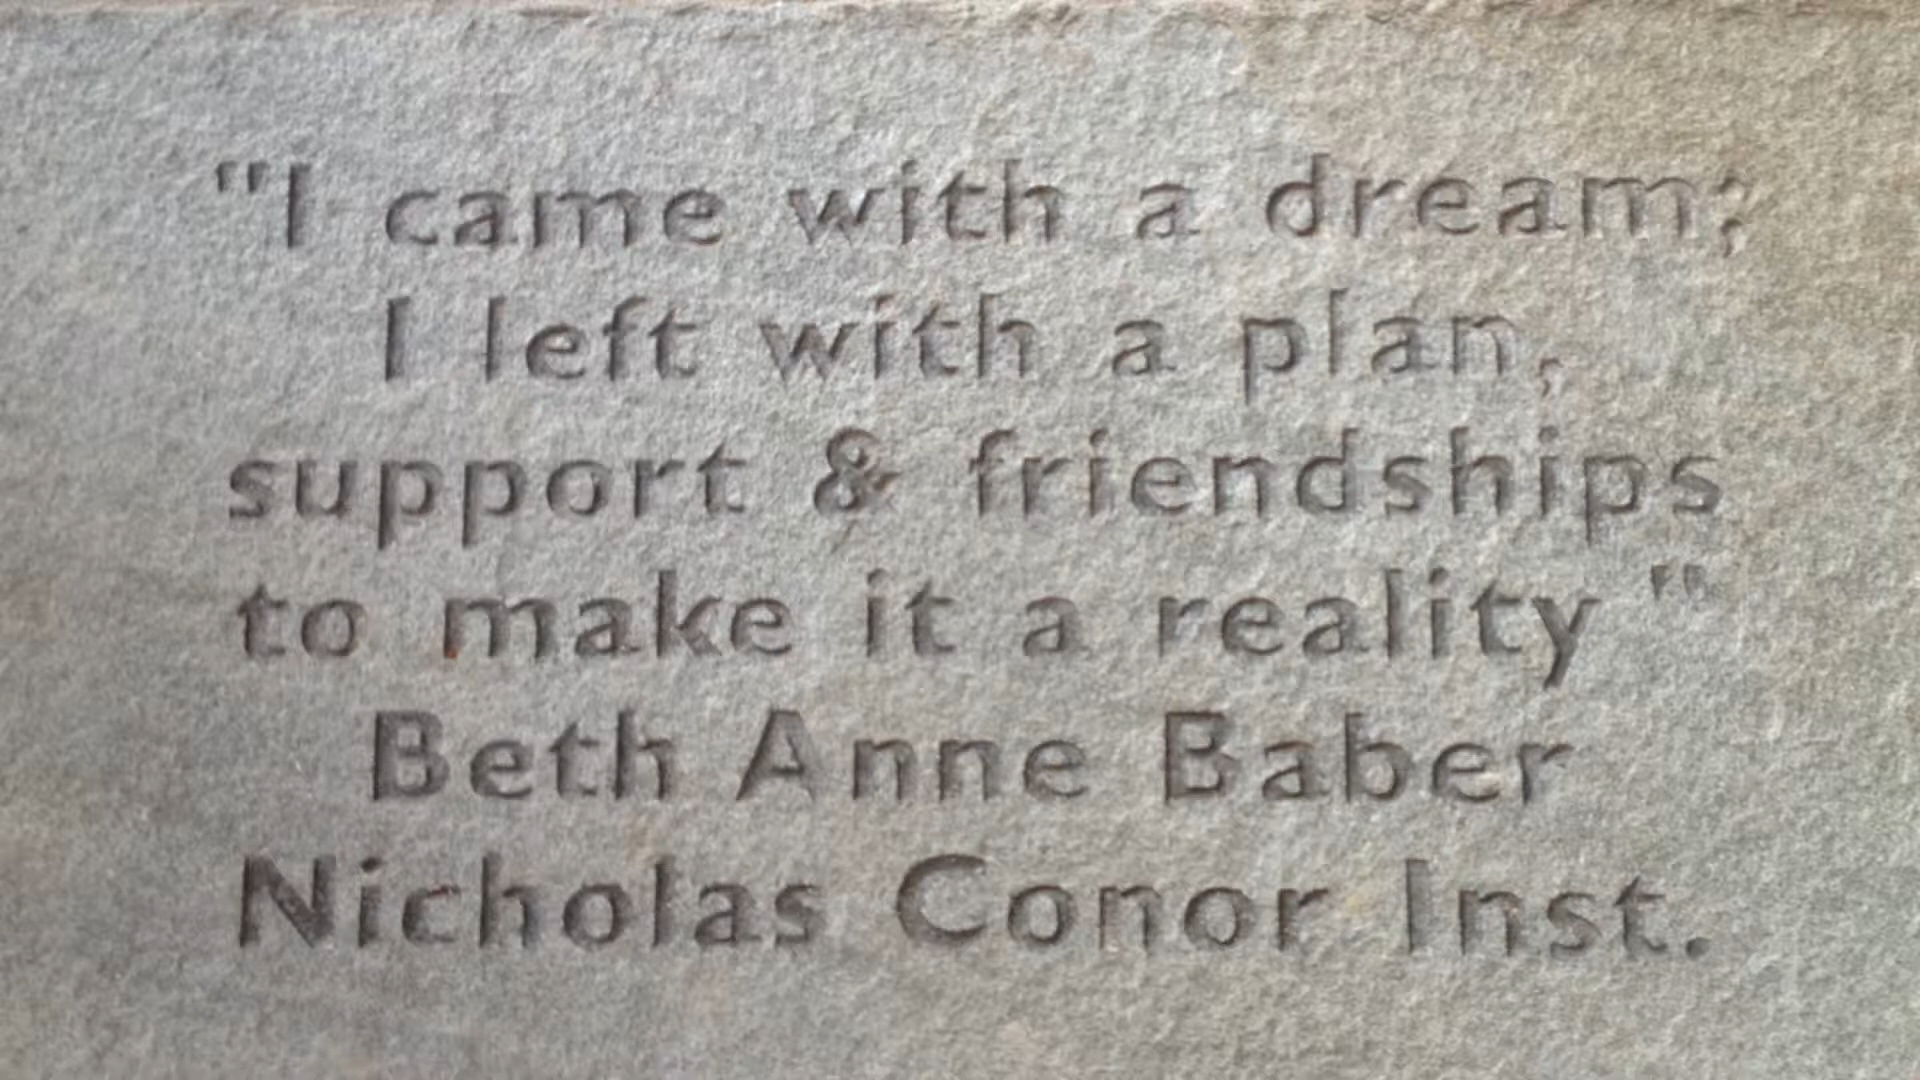 "I came with a dream;
I left with a plan,
support & friendships
to make it a reality "
Beth Anne Baber
Nicholas Conor Inst.